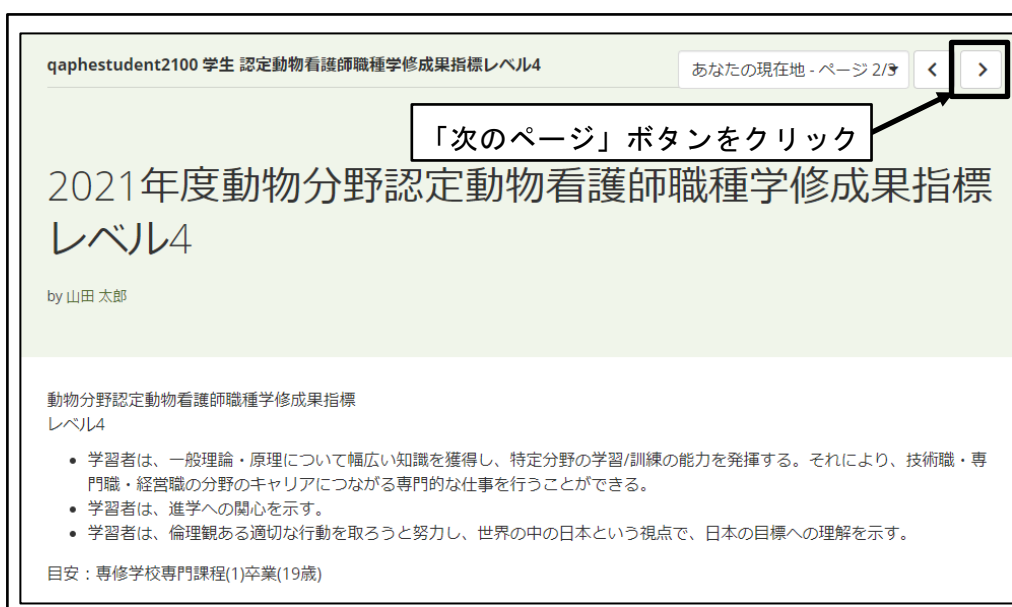 qaphestudent2100 学生 認定動物看護師職種学修成果指標レベル4
あなたの現在地 - ページ 2/3
「次のページ」ボタンをクリック
2021年度動物分野認定動物看護師職種学修成果指標
レベル4
by 山田 太郎
動物分野認定動物看護師職種学修成果指標
レベル4
• 学習者は、一般理論・原理について幅広い知識を獲得し、特定分野の学習/訓練の能力を発揮する。それにより、技術職・専
門職・経営職の分野のキャリアにつながる専門的な仕事を行うことができる。
• 学習者は、進学への関心を示す。
• 学習者は、倫理観ある適切な行動を取ろうと努力し、世界の中の日本という視点で、日本の目標への理解を示す。
目安：専修学校専門課程(1)卒業(19歳)